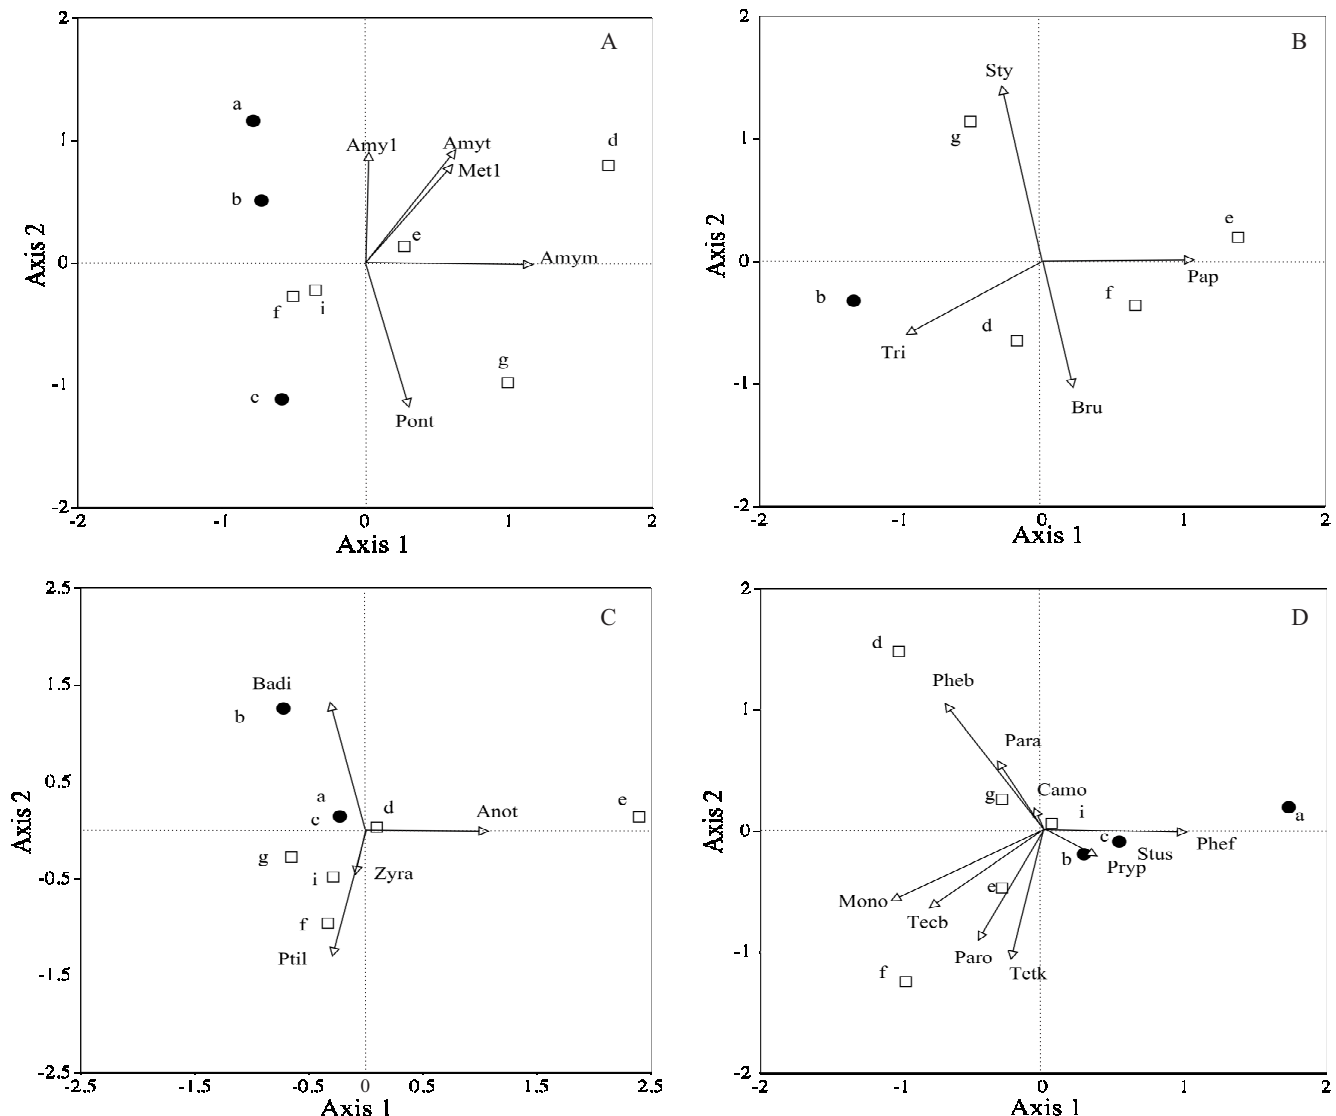 2
A
a
1
Amy1
Amyt
d
Met1
b
e
Amym
0
Axis 2
f
i
g
-1
c
Pont
-2
-2
-1
0
1
2
Axis 1
2
B
Sty
1
g
e
Axis 2
0
Pap
b
f
d
Tri
-1
Bru
-2
-2
-1
0
1
2
Axis 1
2.5
C
1.5
Badi
b
0.5
a
d
e
c
Anot
Axis 2
g
-0.5
i
Zyra
f
Ptil
-1.5
-2.5
-2.5
-1.5
-0.5
0
0.5
1.5
2.5
Axis 1
2
D
d
Pheb
1
Para
g
Camo
i
a
Axis 2
0
c
Phef
b
Stus
Pryp
e
Mono
Tecb
Paro
-1
f
Tctk
-2
-2
-1
0
1
2
Axis 1